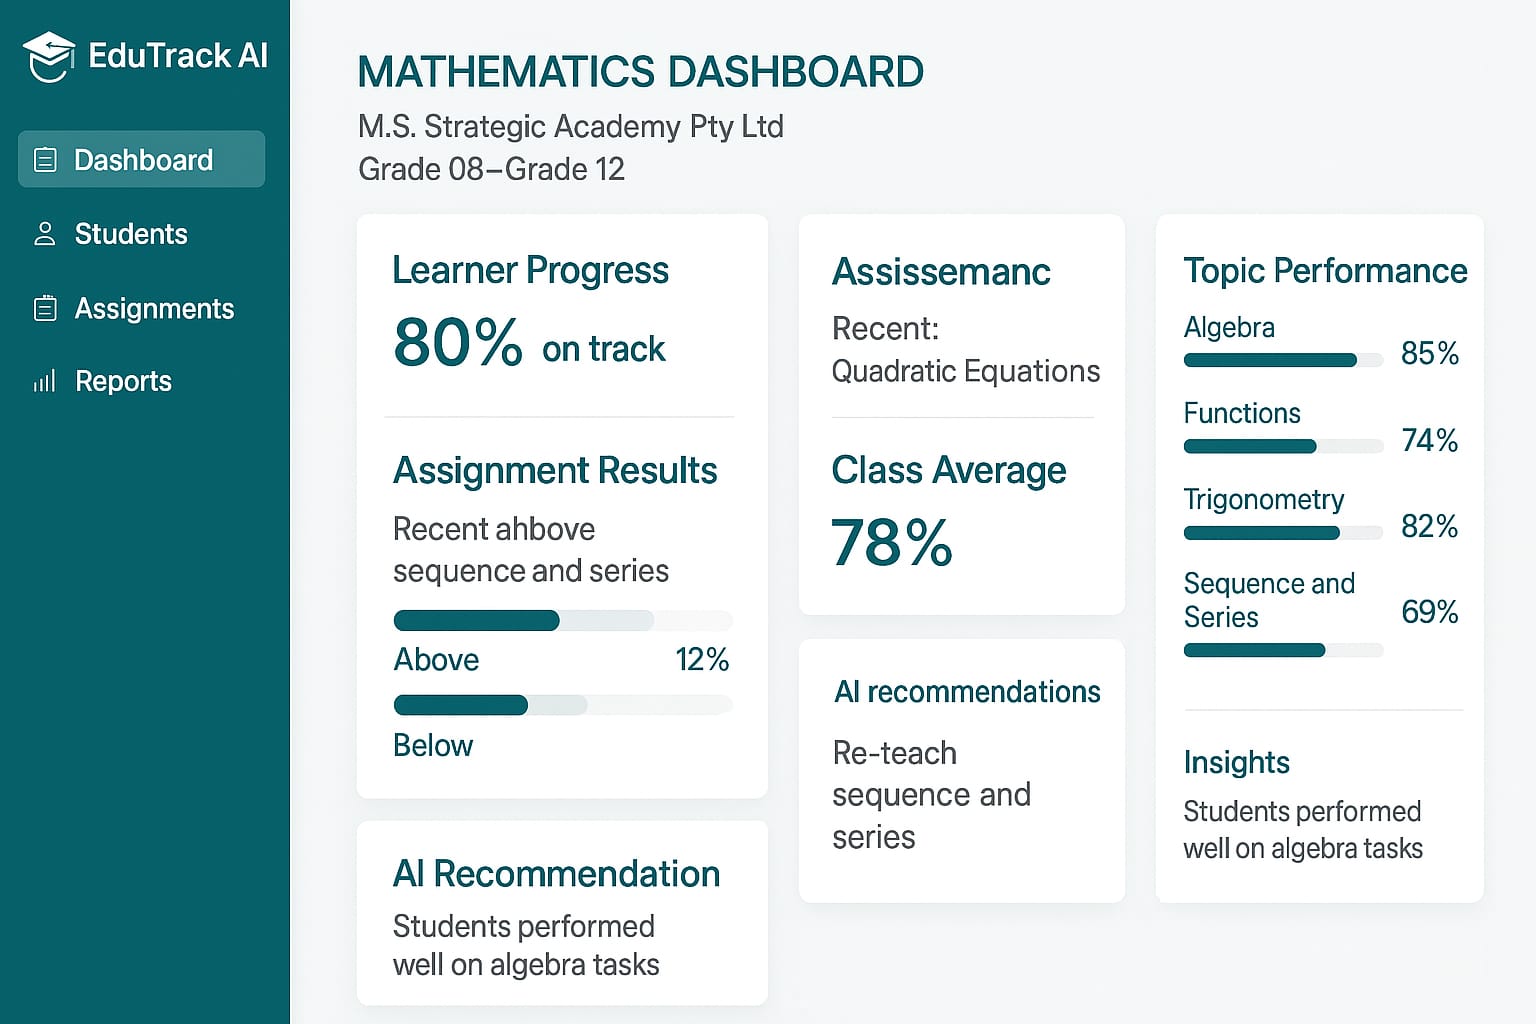 EduTrack AI
Dashboard
Students
Assignments
Reports
MATHEMATICS DASHBOARD
M.S. Strategic Academy Pty Ltd
Grade 08–Grade 12
Learner Progress
80% on track
Assignment Results
Recent ahbove
sequence and series
Above 12%
Below
AI Recommendation
Students performed
well on algebra tasks
Assissemanc
Recent:
Quadratic Equations
Class Average
78%
AI recommendations
Re-teach
sequence and
series
Topic Performance
Algebra
85%
Functions
74%
Trigonometry
82%
Sequence and
Series
69%
Insights
Students performed
well on algebra tasks